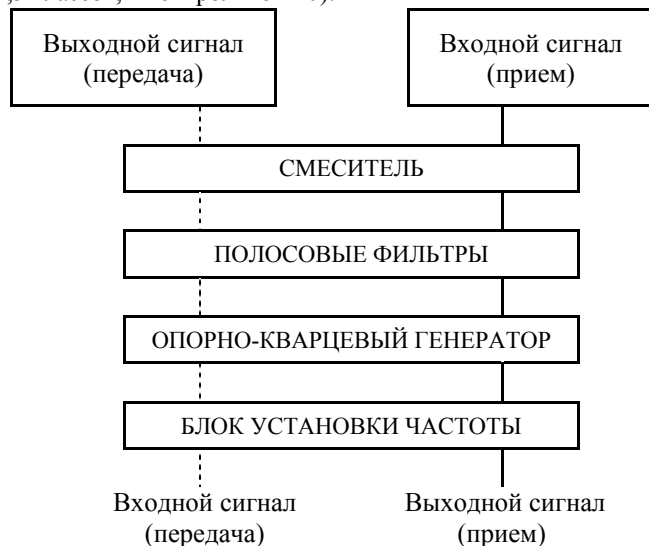 Выходной сигнал
(передача)
Входной сигнал
(прием)
СМЕСИТЕЛЬ
ПОЛОСОВЫЕ ФИЛЬТРЫ
ОПОРНО-КВАРЦЕВЫЙ ГЕНЕРАТОР
БЛОК УСТАНОВКИ ЧАСТОТЫ
Входной сигнал
(передача)
Выходной сигнал
(прием)